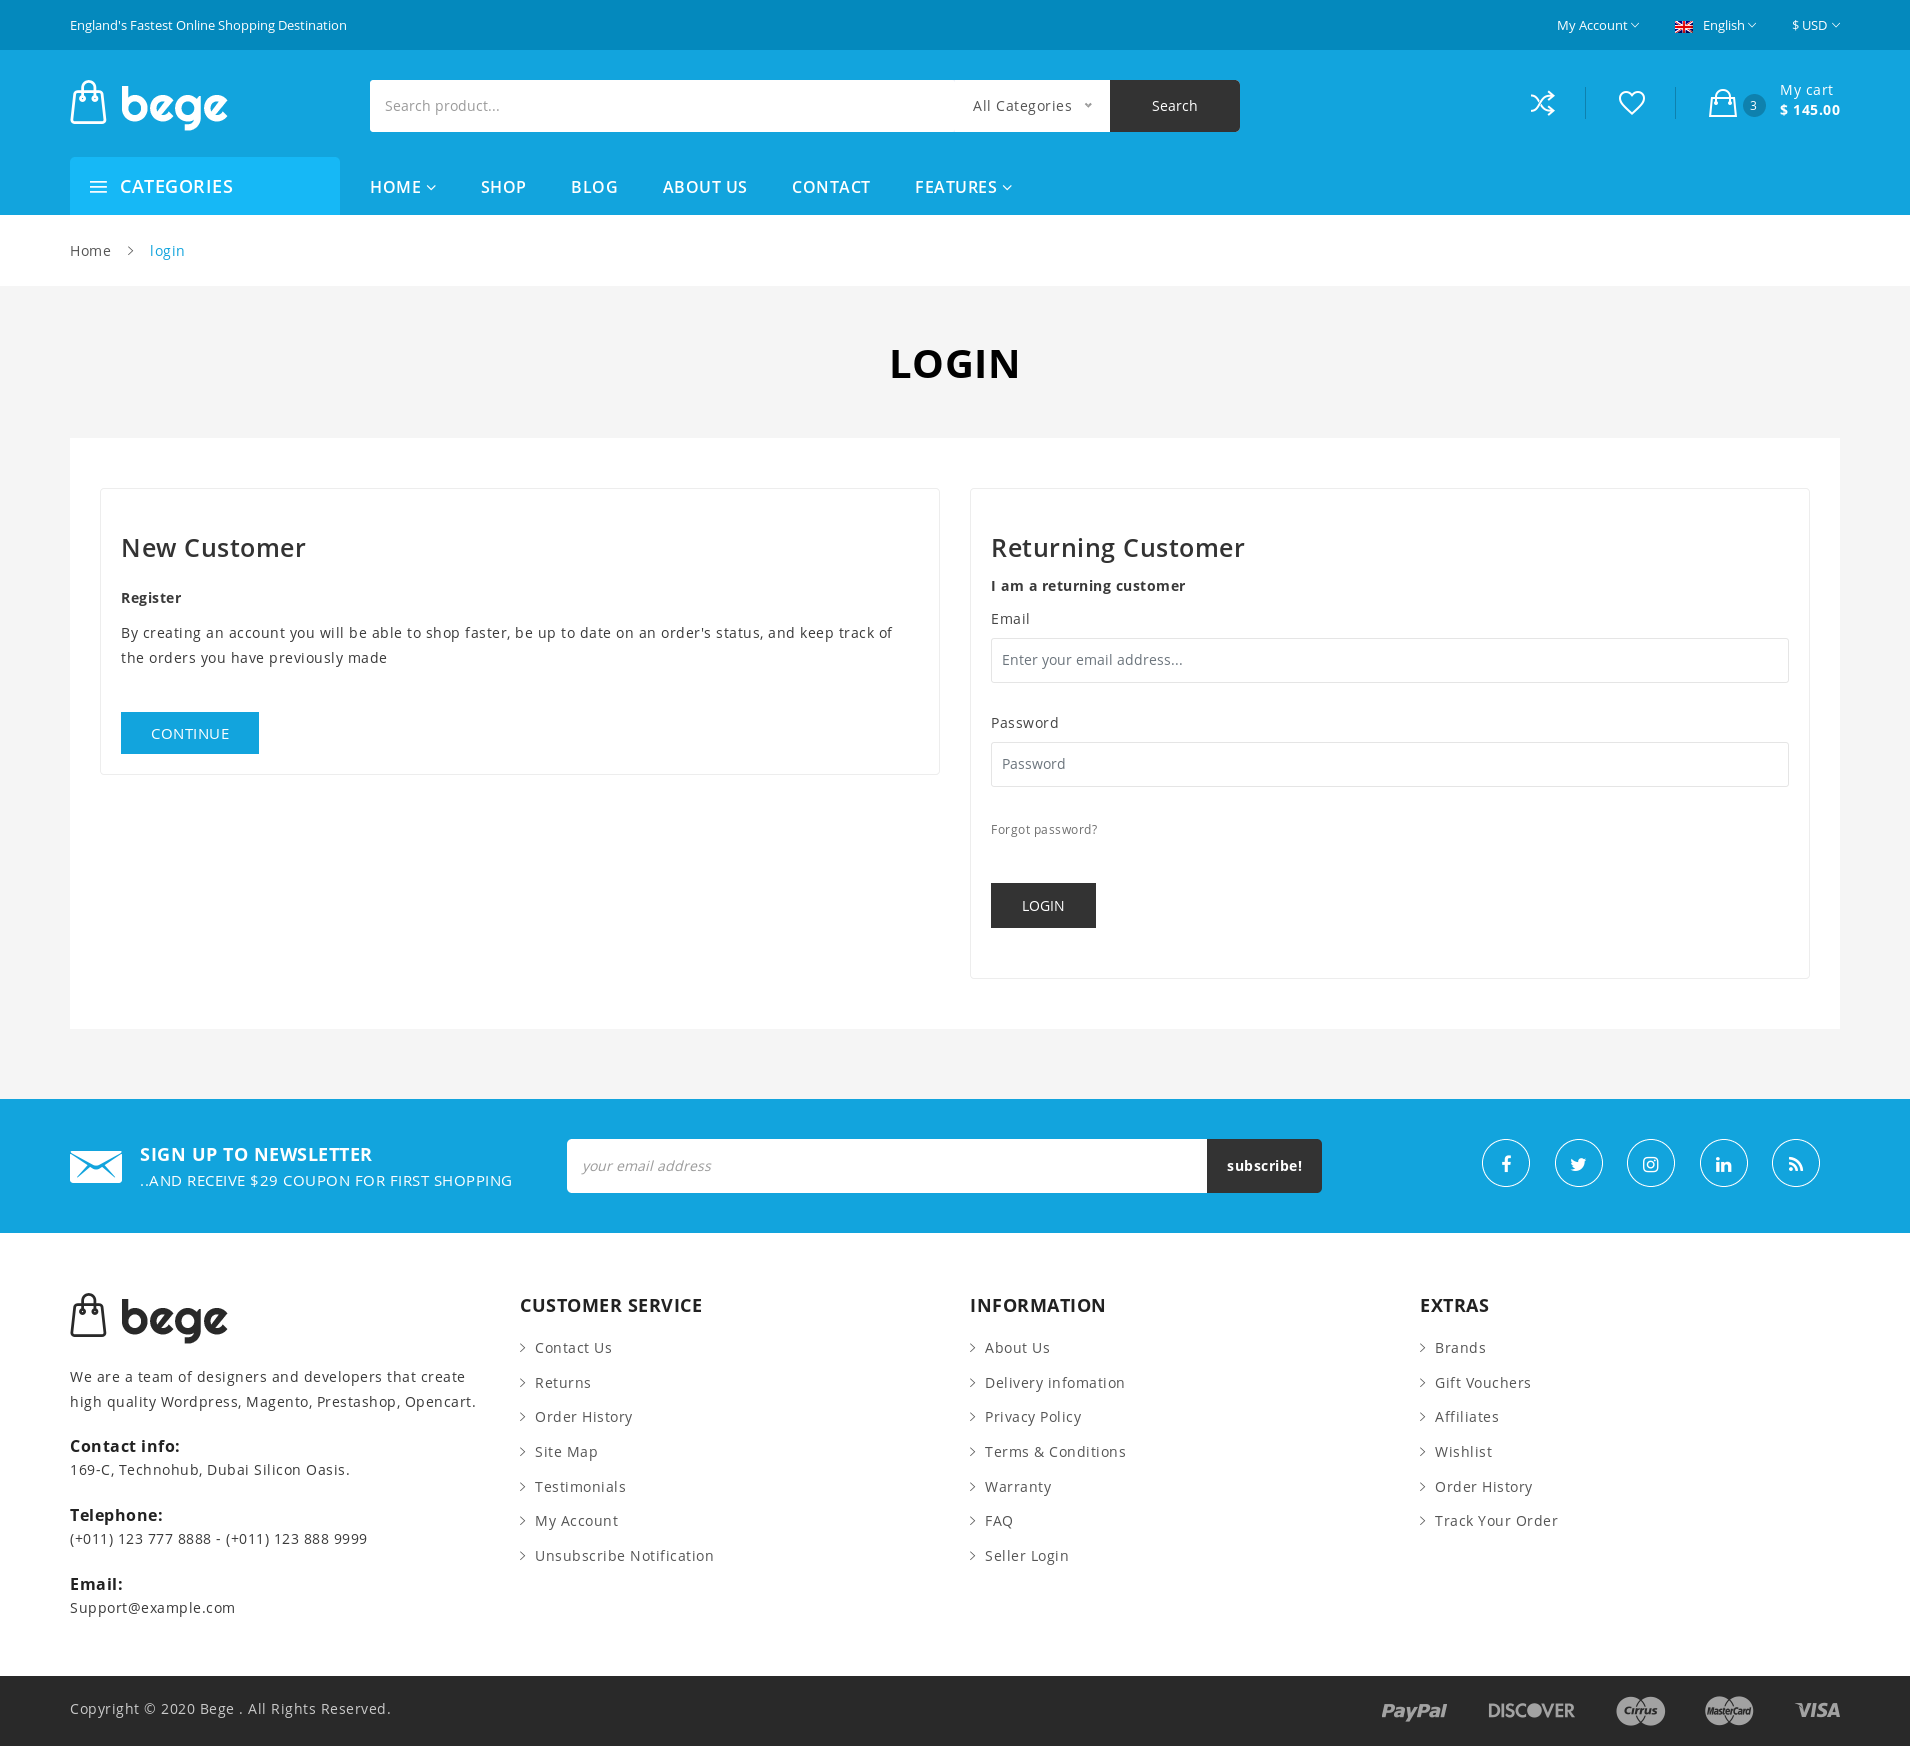 England's Fastest Online Shopping Destination
My Account
English
$ USD
bege
Search product...
All Categories
Search
3
My cart
$ 145.00
CATEGORIES
HOME
SHOP
BLOG
ABOUT US
CONTACT
FEATURES
Home
login
LOGIN
New Customer
Register
By creating an account you will be able to shop faster, be up to date on an order's status, and keep track of
the orders you have previously made
CONTINUE
Returning Customer
I am a returning customer
Email
Enter your email address...
Password
Password
Forgot password?
LOGIN
SIGN UP TO NEWSLETTER
..AND RECEIVE $29 COUPON FOR FIRST SHOPPING
your email address
subscribe!
bege
We are a team of designers and developers that create
high quality Wordpress, Magento, Prestashop, Opencart.
Contact info:
169-C, Technohub, Dubai Silicon Oasis.
Telephone:
(+011) 123 777 8888 - (+011) 123 888 9999
Email:
Support@example.com
CUSTOMER SERVICE
Contact Us
Returns
Order History
Site Map
Testimonials
My Account
Unsubscribe Notification
INFORMATION
About Us
Delivery infomation
Privacy Policy
Terms & Conditions
Warranty
FAQ
Seller Login
EXTRAS
Brands
Gift Vouchers
Affiliates
Wishlist
Order History
Track Your Order
Copyright © 2020 Bege . All Rights Reserved.
PayPal
DISCOVER
Cirrus
MasterCard
VISA